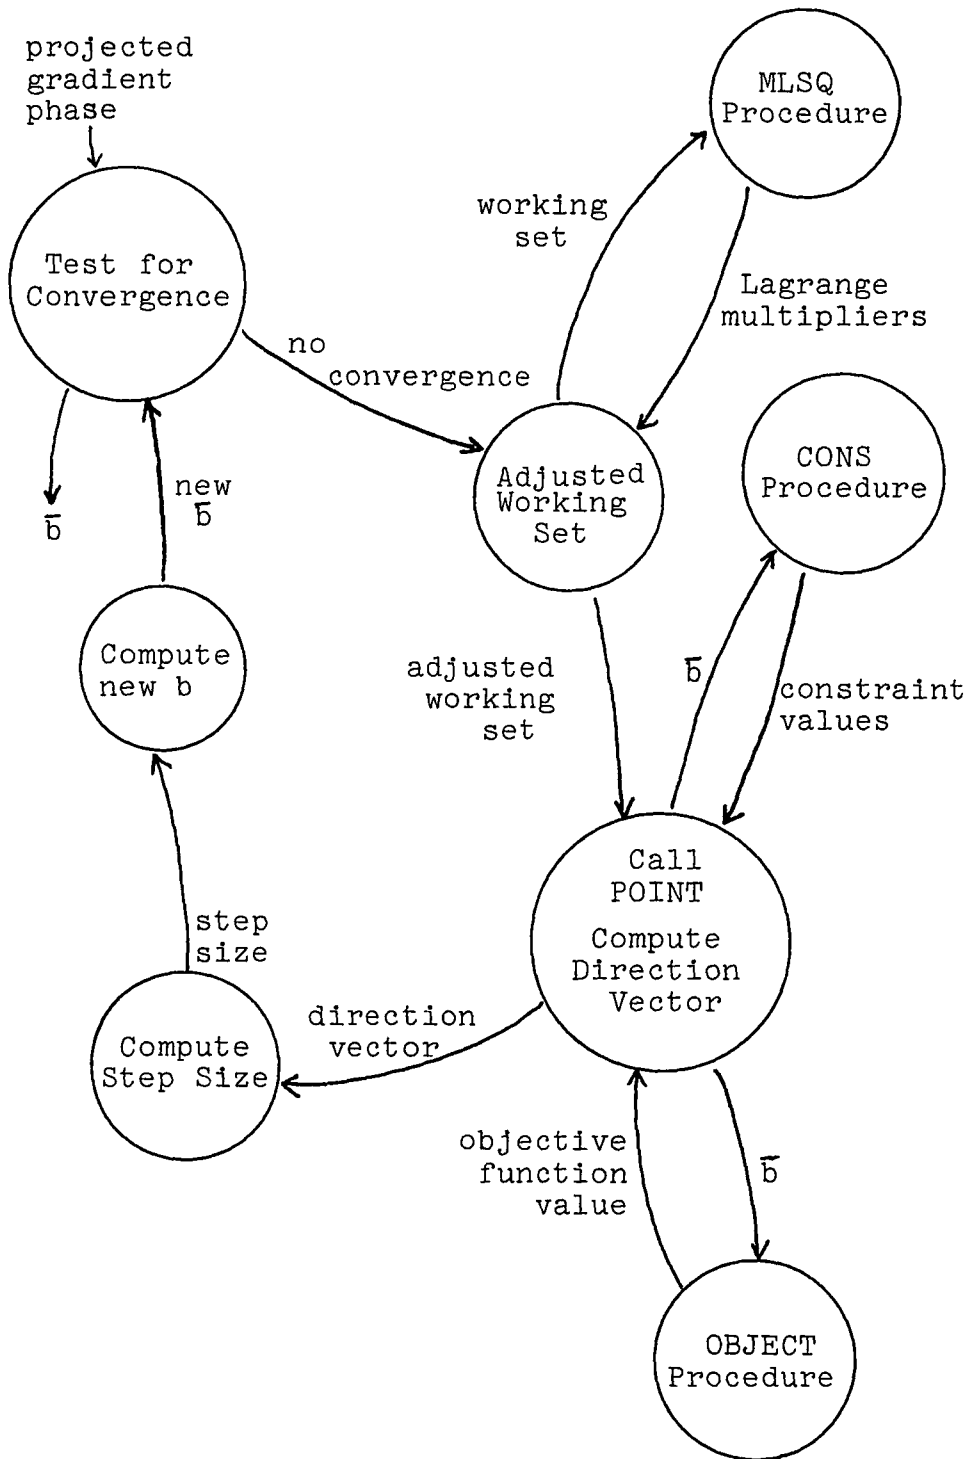 projected
gradient
phase
MLSQ
Procedure
working
set
Test for
Convergence
Lagrange
multipliers
no
convergence
CONS
Procedure
Adjusted
Working
Set
new
b̅
b̅
Compute
new b
adjusted
working
set
b̅
constraint
values
Call
POINT
Compute
Direction
Vector
step
size
direction
vector
Compute
Step Size
objective
function
value
b̅
OBJECT
Procedure